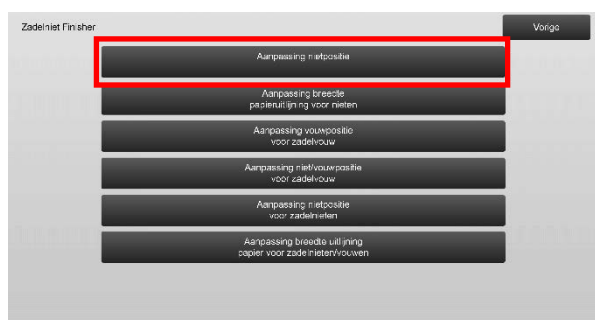 Zadelniet Finisher
Vorige
Aanpassing nietpositie
Aanpassing breedte
papieruitlijning voor nieten
Aanpassing vouwpositie
voor zadelvouw
Aanpassing niet/vouwpositie
voor zadelvouw
Aanpassing nietpositie
voor zadelnieten
Aanpassing breedte uitlijning
papier voor zadelnieten/vouwen